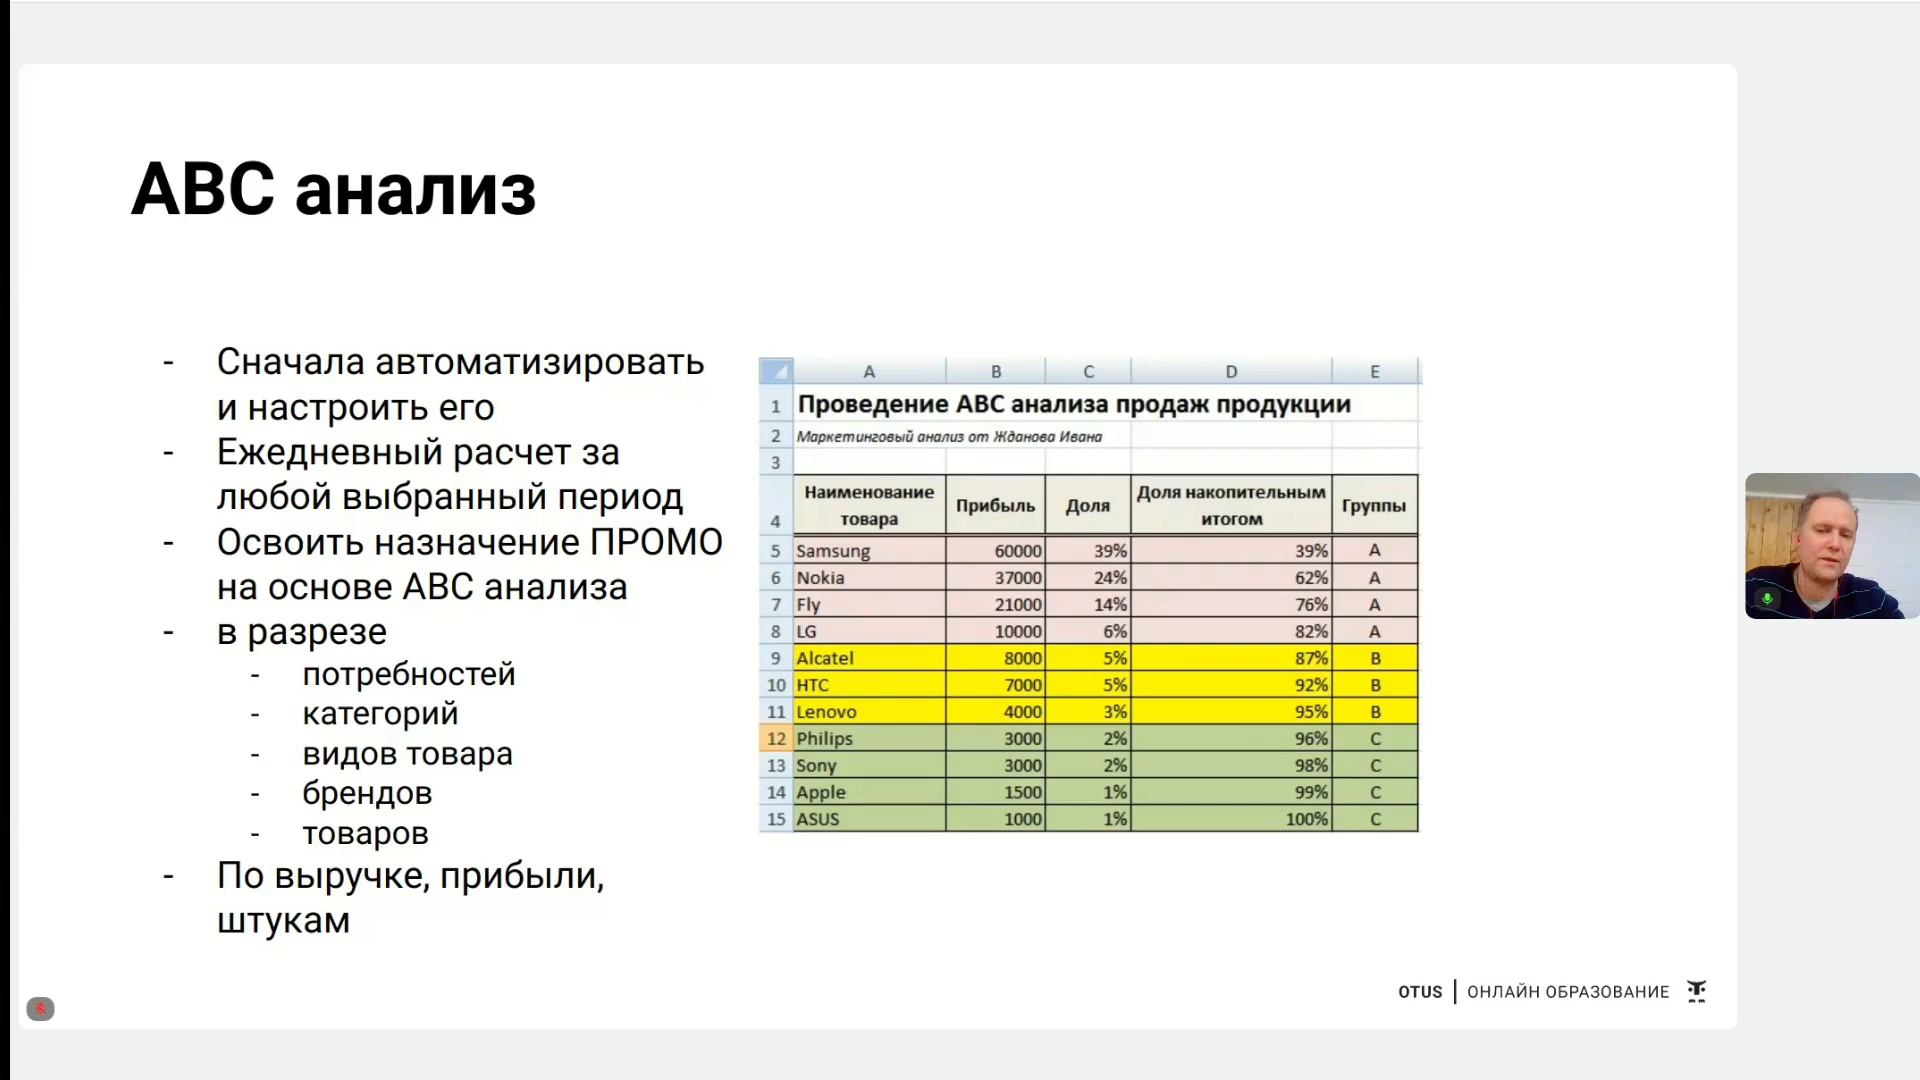 АВС анализ
- Сначала автоматизировать
и настроить его
- Ежедневный расчет за
любой выбранный период
- Освоить назначение ПРОМО
на основе АВС анализа
- в разрезе
- потребностей
- категорий
- видов товара
- брендов
- товаров
- По выручке, прибыли,
штукам
A B C D E
1 Проведение АВС анализа продаж продукции
2 Маркетинговый анализ от Жданова Ивана
3
4 Наименование товара Прибыль Доля Доля накопительным итогом Группы
5 Samsung 60000 39% 39% A
6 Nokia 37000 24% 62% A
7 Fly 21000 14% 76% A
8 LG 10000 6% 82% A
9 Alcatel 8000 5% 87% B
10 HTC 7000 5% 92% B
11 Lenovo 4000 3% 95% B
12 Philips 3000 2% 96% C
13 Sony 3000 2% 98% C
14 Apple 1500 1% 99% C
15 ASUS 1000 1% 100% C
OTUS | ОНЛАЙН ОБРАЗОВАНИЕ